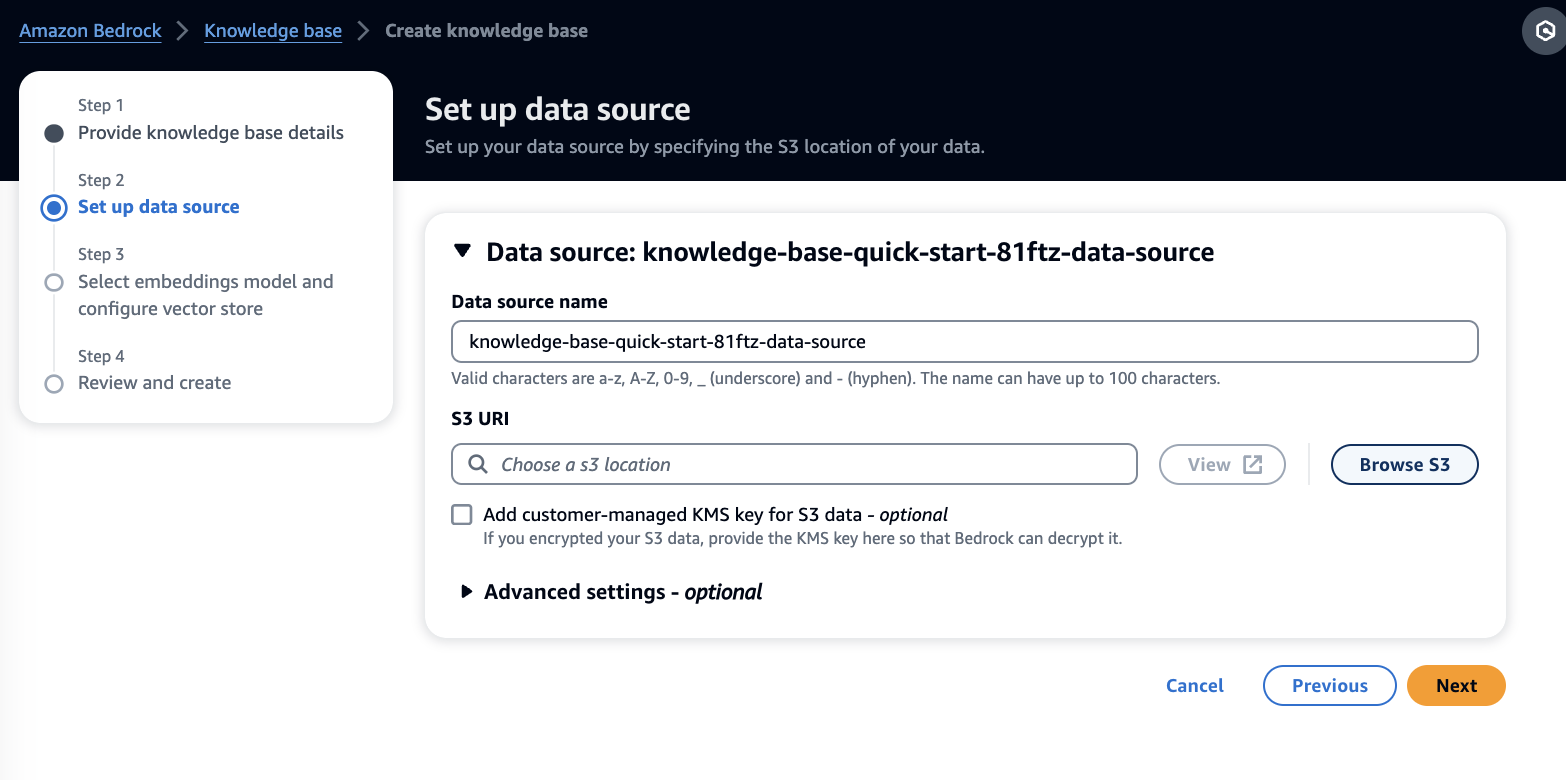 Amazon Bedrock > Knowledge base > Create knowledge base
Step 1
Provide knowledge base details
Step 2
Set up data source
Step 3
Select embeddings model and
configure vector store
Step 4
Review and create
Set up data source
Set up your data source by specifying the S3 location of your data.
Data source: knowledge-base-quick-start-81ftz-data-source
Data source name
knowledge-base-quick-start-81ftz-data-source
Valid characters are a-z, A-Z, 0-9, _ (underscore) and - (hyphen). The name can have up to 100 characters.
S3 URI
Choose a s3 location
View
Browse S3
Add customer-managed KMS key for S3 data - optional
If you encrypted your S3 data, provide the KMS key here so that Bedrock can decrypt it.
Advanced settings - optional
Cancel
Previous
Next